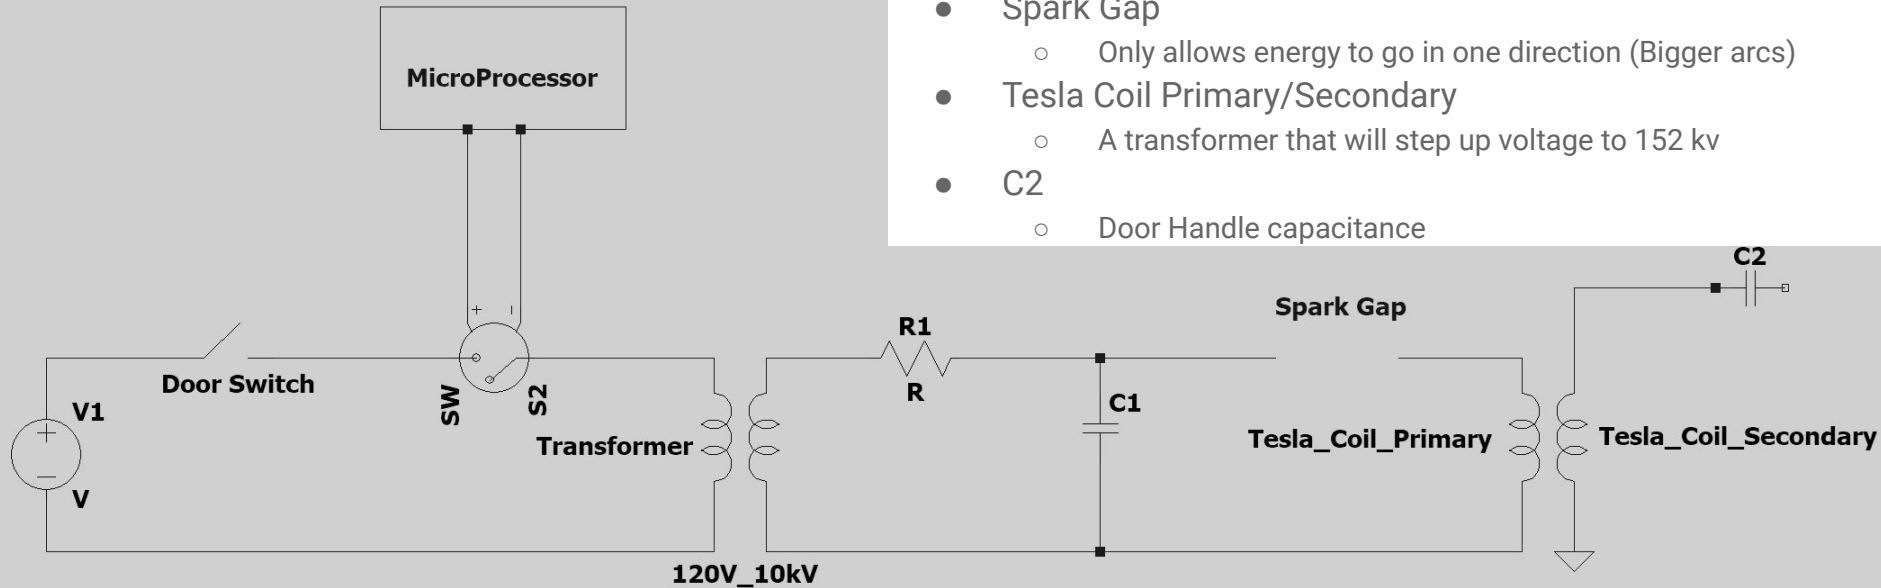 Spark Gap
Only allows energy to go in one direction (Bigger arcs)
Tesla Coil Primary/Secondary
A transformer that will step up voltage to 152 kv
C2
Door Handle capacitance
MicroProcessor
+ −
SW
S2
Door Switch
V1
+
−
V
Transformer
120V_10kV
R1
R
C1
Spark Gap
Tesla_Coil_Primary
Tesla_Coil_Secondary
C2